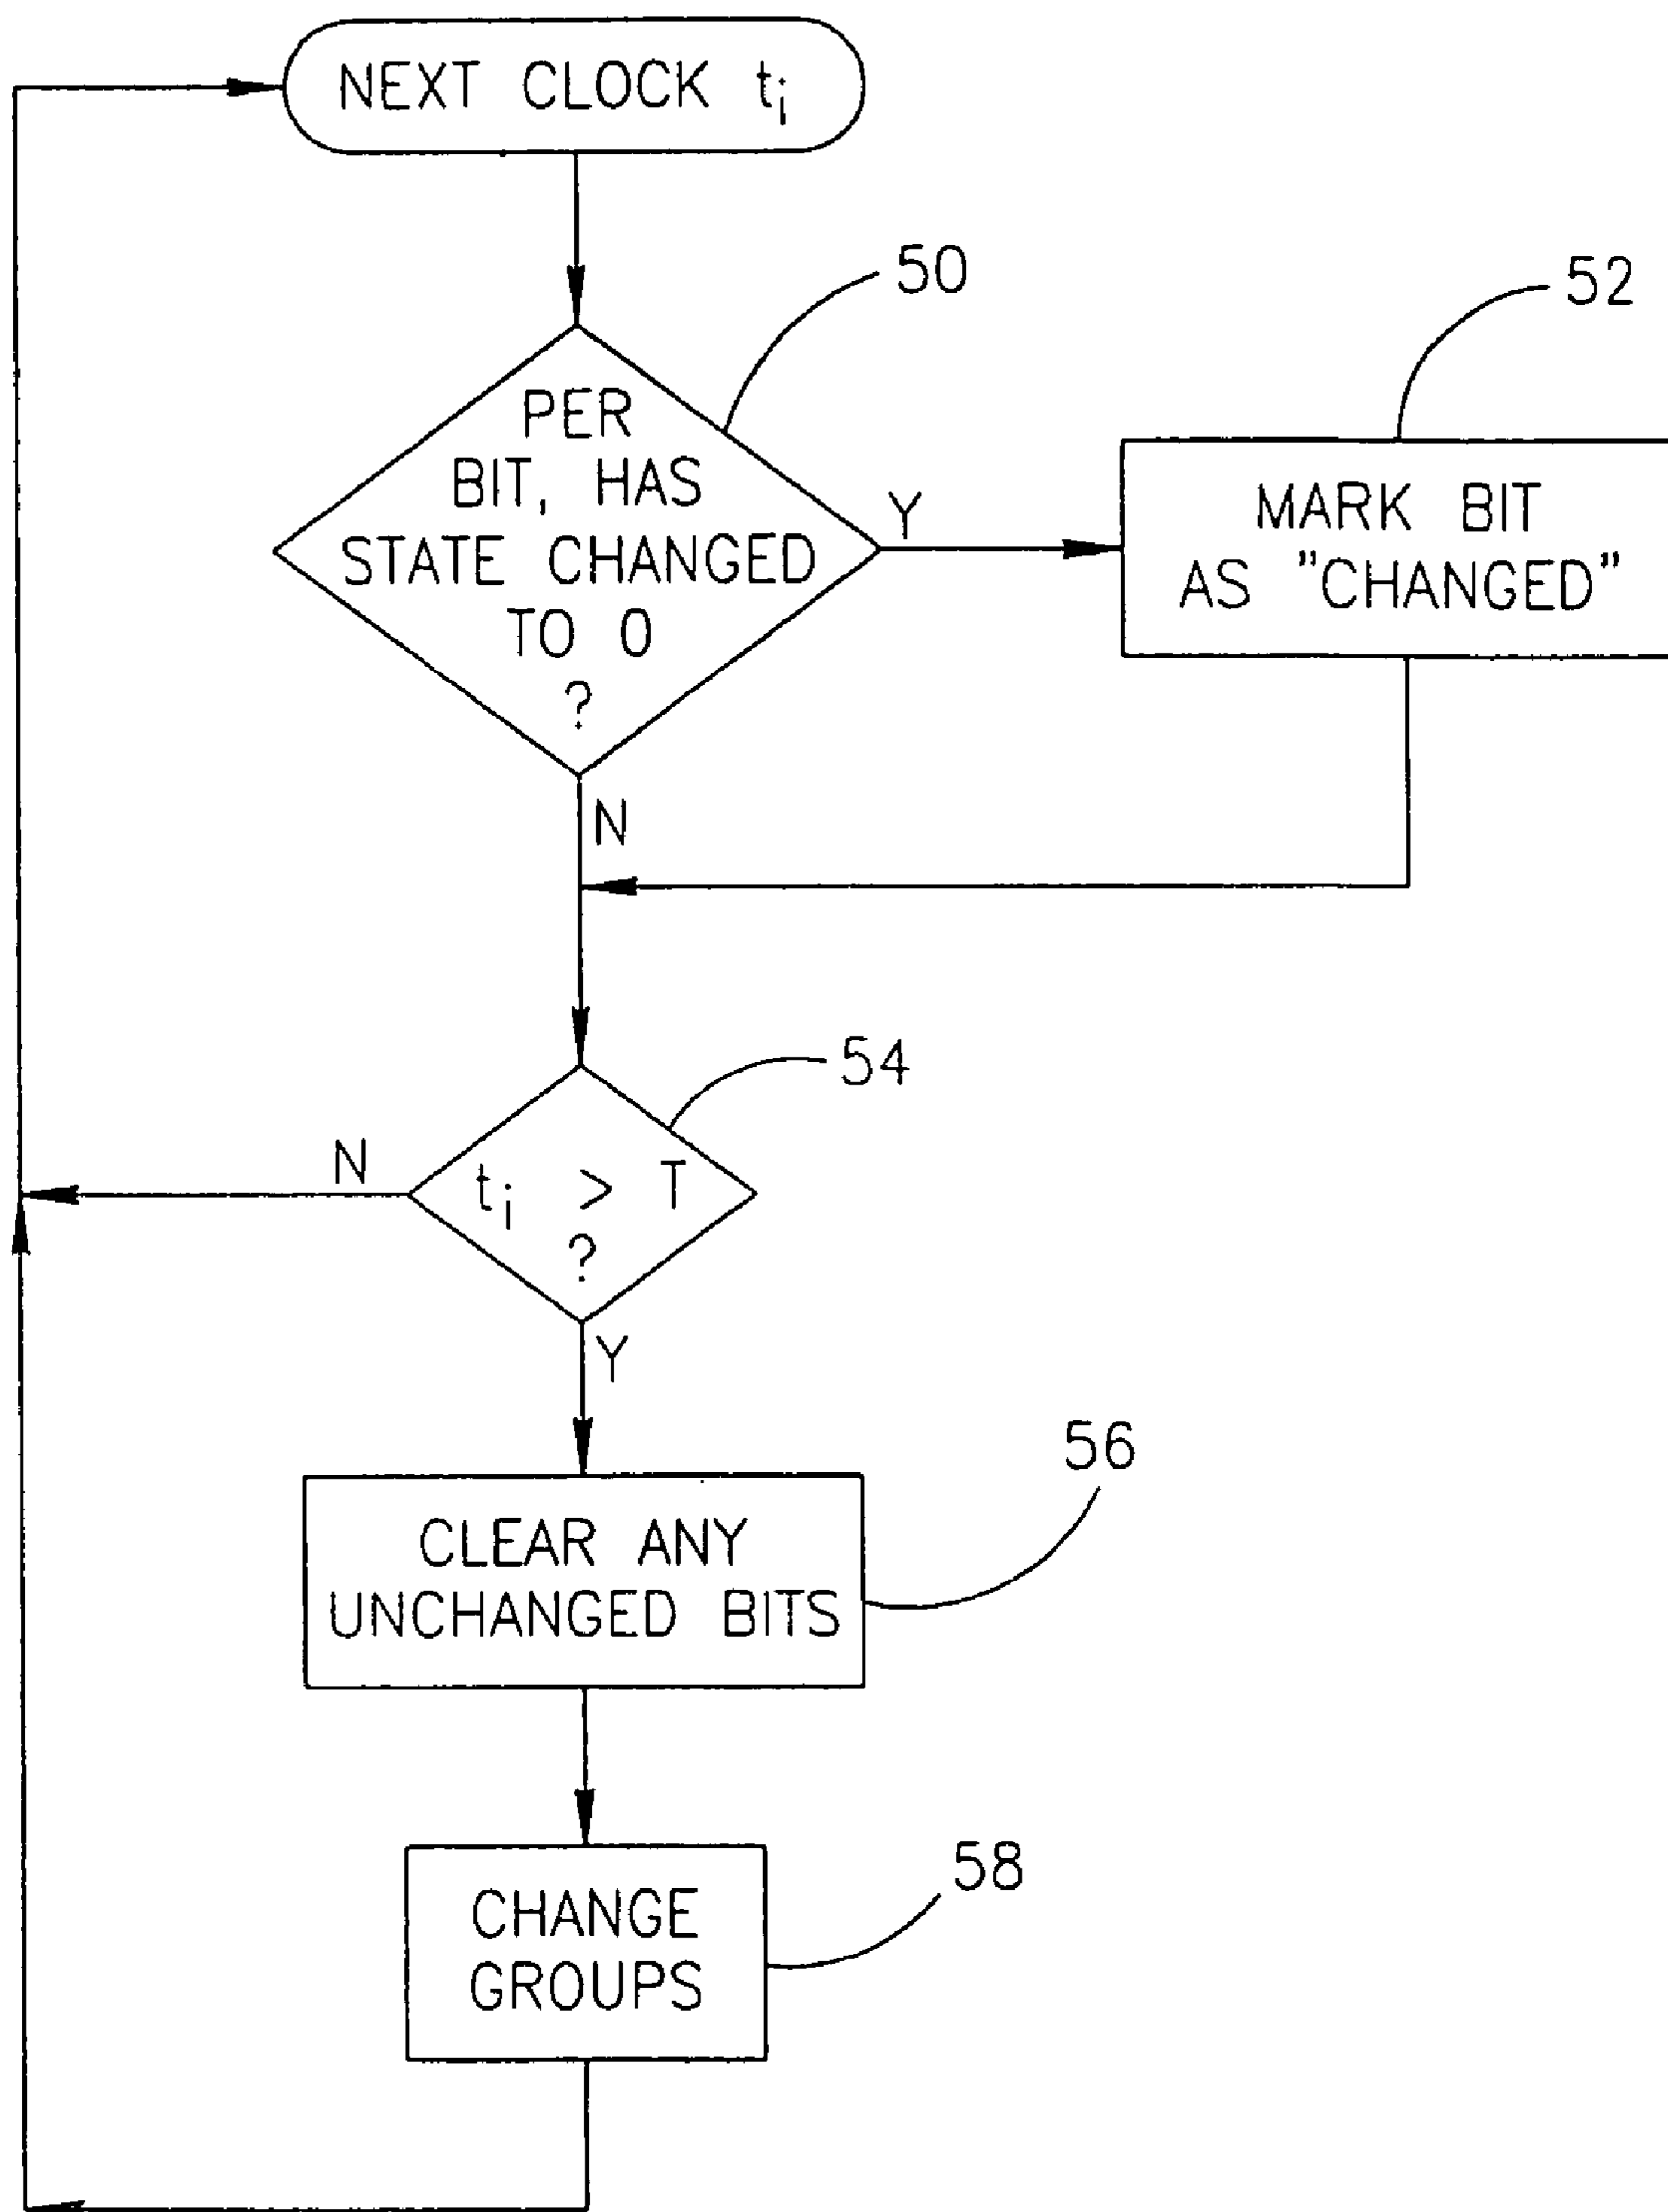 NEXT CLOCK ti
50
52
PER
BIT, HAS
STATE CHANGED
TO 0
?
Y
MARK BIT
AS "CHANGED"
N
54
N
ti > T
?
Y
56
CLEAR ANY
UNCHANGED BITS
58
CHANGE
GROUPS